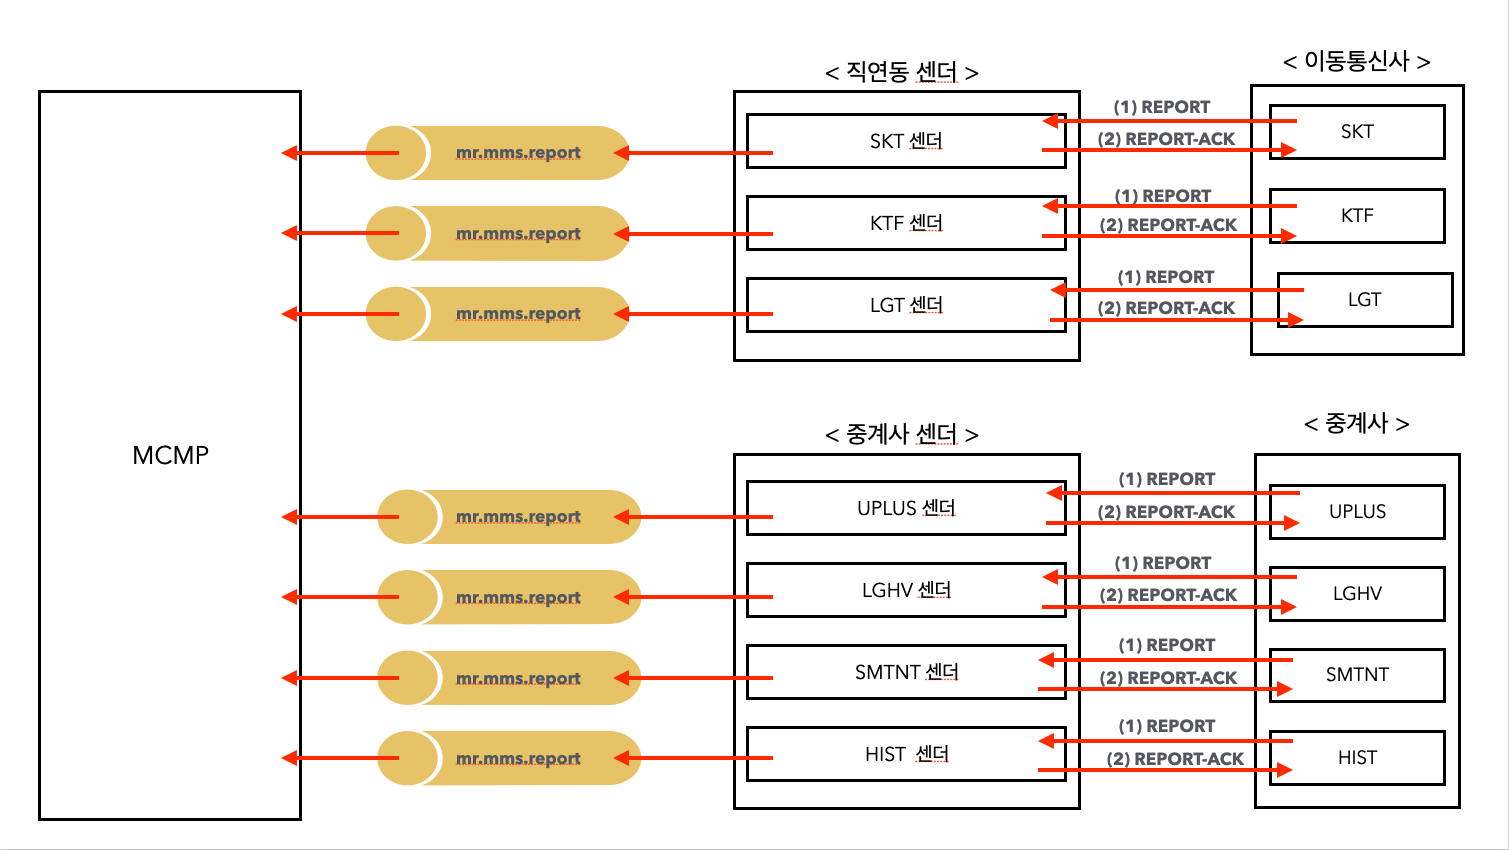 < 직연동 센더 >
< 이동통신사 >
mr.mms.report
SKT 센더
(1) REPORT
(2) REPORT-ACK
SKT
mr.mms.report
KTF 센더
(1) REPORT
(2) REPORT-ACK
KTF
mr.mms.report
LGT 센더
(1) REPORT
(2) REPORT-ACK
LGT
MCMP
< 중계사 센더 >
< 중계사 >
mr.mms.report
UPLUS 센더
(1) REPORT
(2) REPORT-ACK
UPLUS
mr.mms.report
LGHV 센더
(1) REPORT
(2) REPORT-ACK
LGHV
mr.mms.report
SMTNT 센더
(1) REPORT
(2) REPORT-ACK
SMTNT
mr.mms.report
HIST 센더
(1) REPORT
(2) REPORT-ACK
HIST